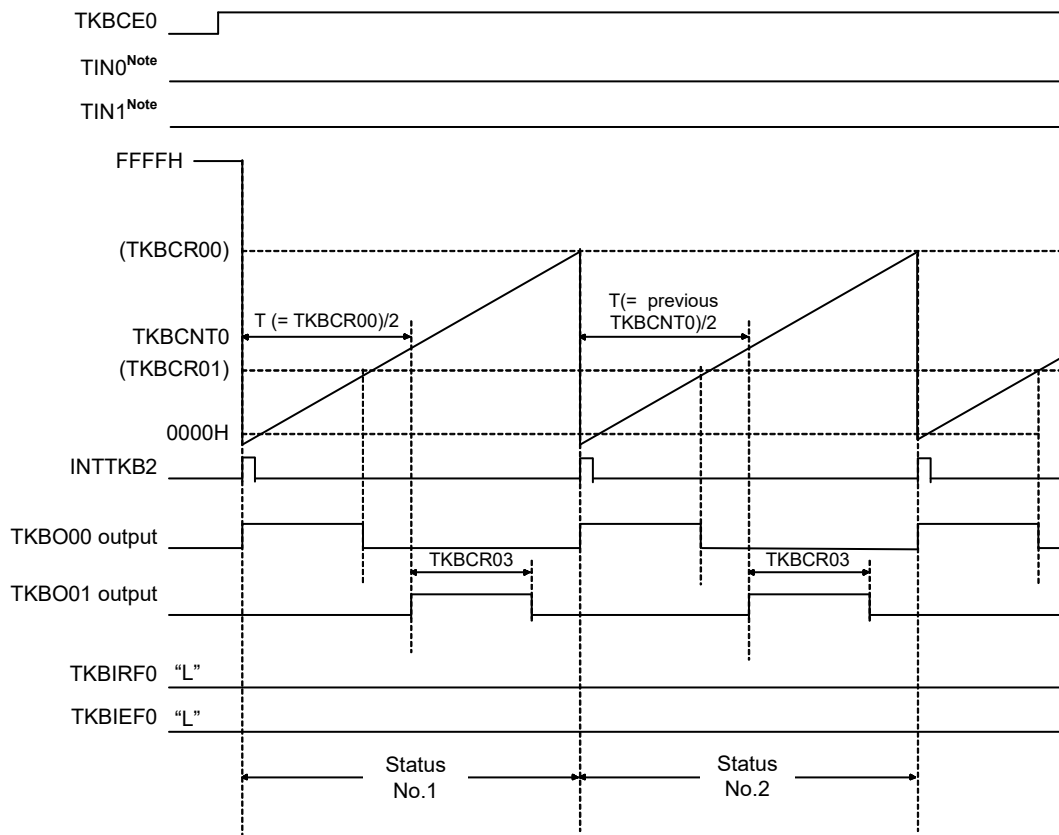 TKBCE0
TIN0Note
TIN1Note
FFFFH
(TKBCR00)
T (= TKBCR00)/2
T(= previous
TKBCNT0)/2
TKBCNT0
(TKBCR01)
0000H
INTTKB2
TKBO00 output
TKBCR03
TKBCR03
TKBO01 output
TKBIRF0 “L”
TKBIEF0 “L”
Status
No.1
Status
No.2